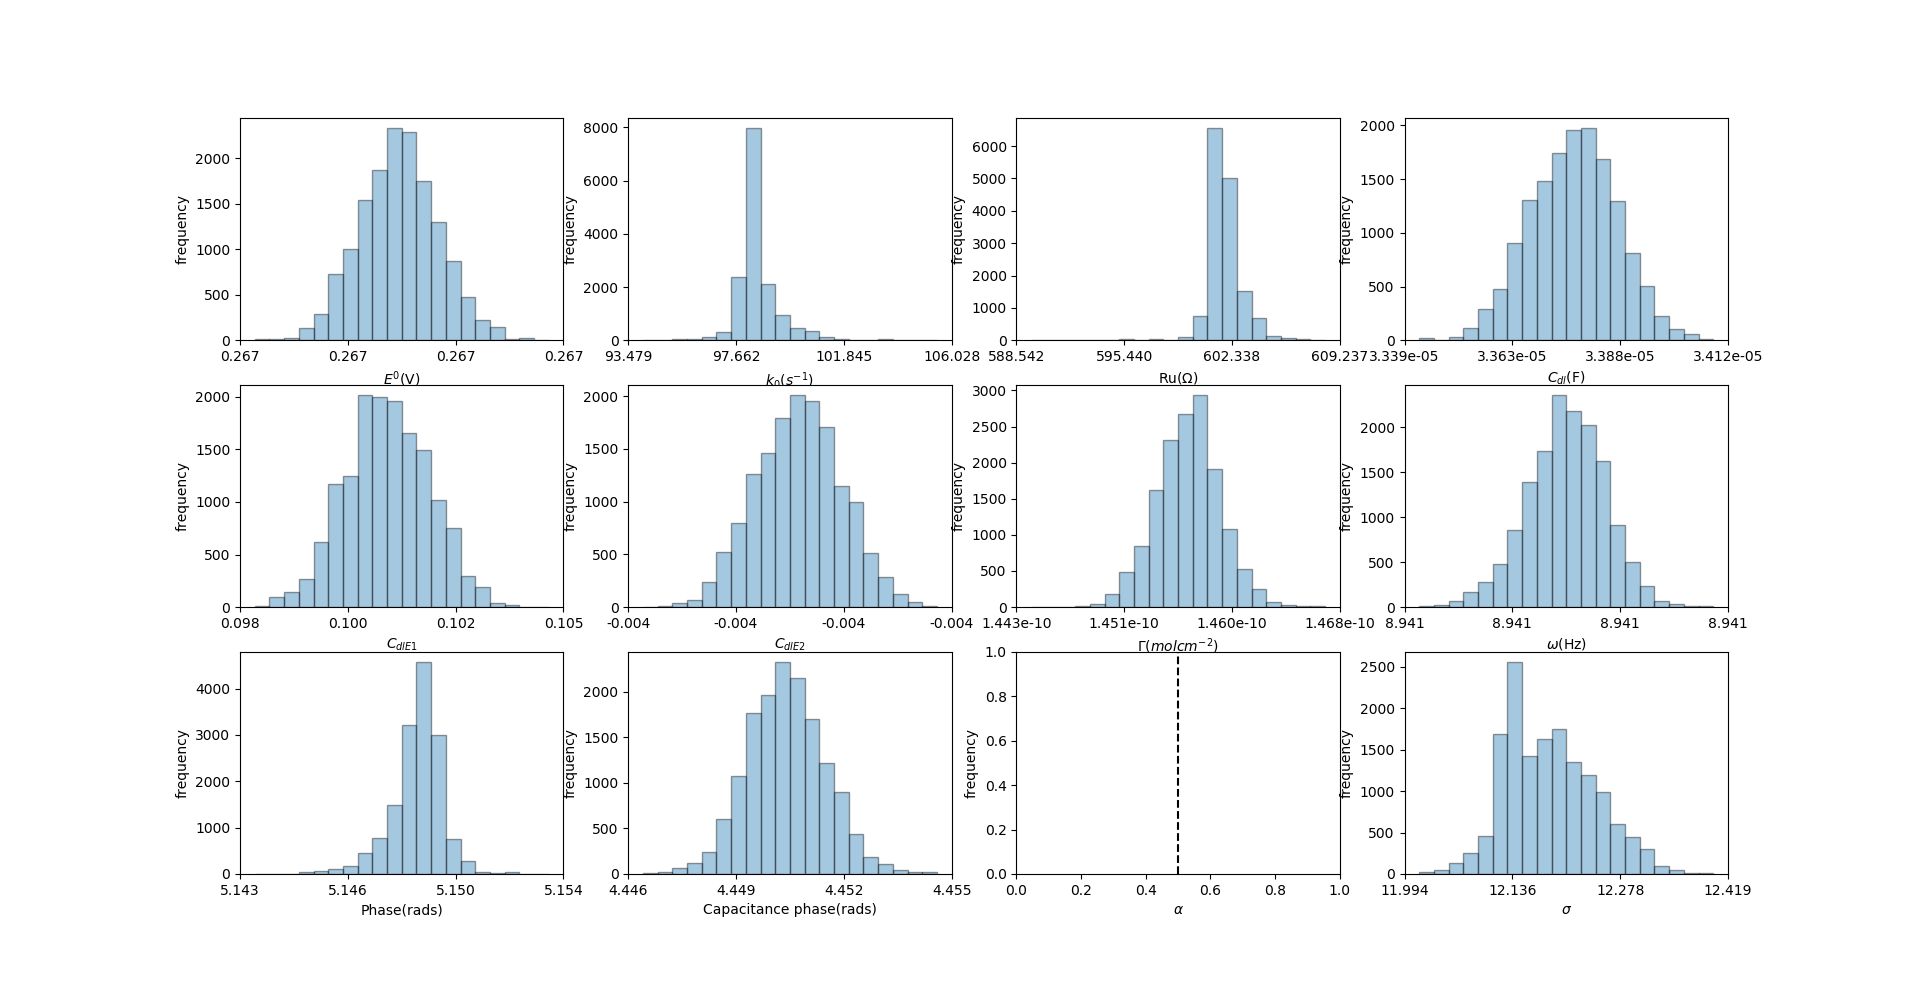 2000
1500
1000
500
0
frequency
0.267 0.267 0.267 0.267
E⁰(V)
8000
6000
4000
2000
0
frequency
93.479 97.662 101.845 106.028
k₀(s⁻¹)
6000
5000
4000
3000
2000
1000
0
frequency
588.542 595.440 602.338 609.237
Ru(Ω)
2000
1500
1000
500
0
frequency
3.339e-05 3.363e-05 3.388e-05 3.412e-05
C_{dl}(F)
2000
1500
1000
500
0
frequency
0.098 0.100 0.102 0.105
C_{dlE1}
2000
1500
1000
500
0
frequency
-0.004 -0.004 -0.004 -0.004
C_{dlE2}
3000
2500
2000
1500
1000
500
0
frequency
1.443e-10 1.451e-10 1.460e-10 1.468e-10
Γ(molcm⁻²)
2000
1500
1000
500
0
frequency
8.941 8.941 8.941 8.941
ω(Hz)
4000
3000
2000
1000
0
frequency
5.143 5.146 5.150 5.154
Phase(rads)
2000
1500
1000
500
0
frequency
4.446 4.449 4.452 4.455
Capacitance phase(rads)
1.0
0.8
0.6
0.4
0.2
0.0
frequency
0.0 0.2 0.4 0.6 0.8 1.0
α
2500
2000
1500
1000
500
0
frequency
11.994 12.136 12.278 12.419
σ